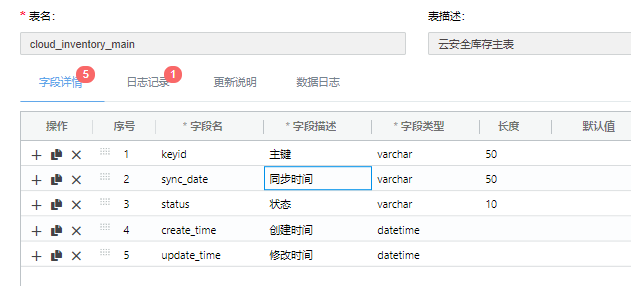 * 表名：
表描述：
cloud_inventory_main
云安全库存主表
字段详情 5 日志记录 1 更新说明 数据日志
操作 序号 * 字段名 * 字段描述 * 字段类型 长度 默认值
1 keyid 主键 varchar 50
2 sync_date 同步时间 varchar 50
3 status 状态 varchar 10
4 create_time 创建时间 datetime
5 update_time 修改时间 datetime